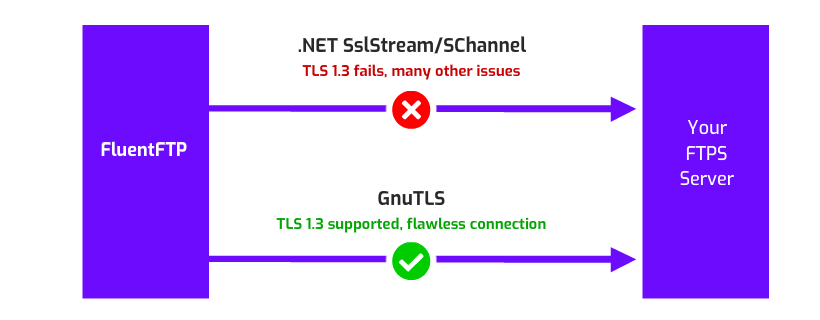 .NET SslStream/SChannel
TLS 1.3 fails, many other issues
FluentFTP
Your
FTPS
Server
GnuTLS
TLS 1.3 supported, flawless connection